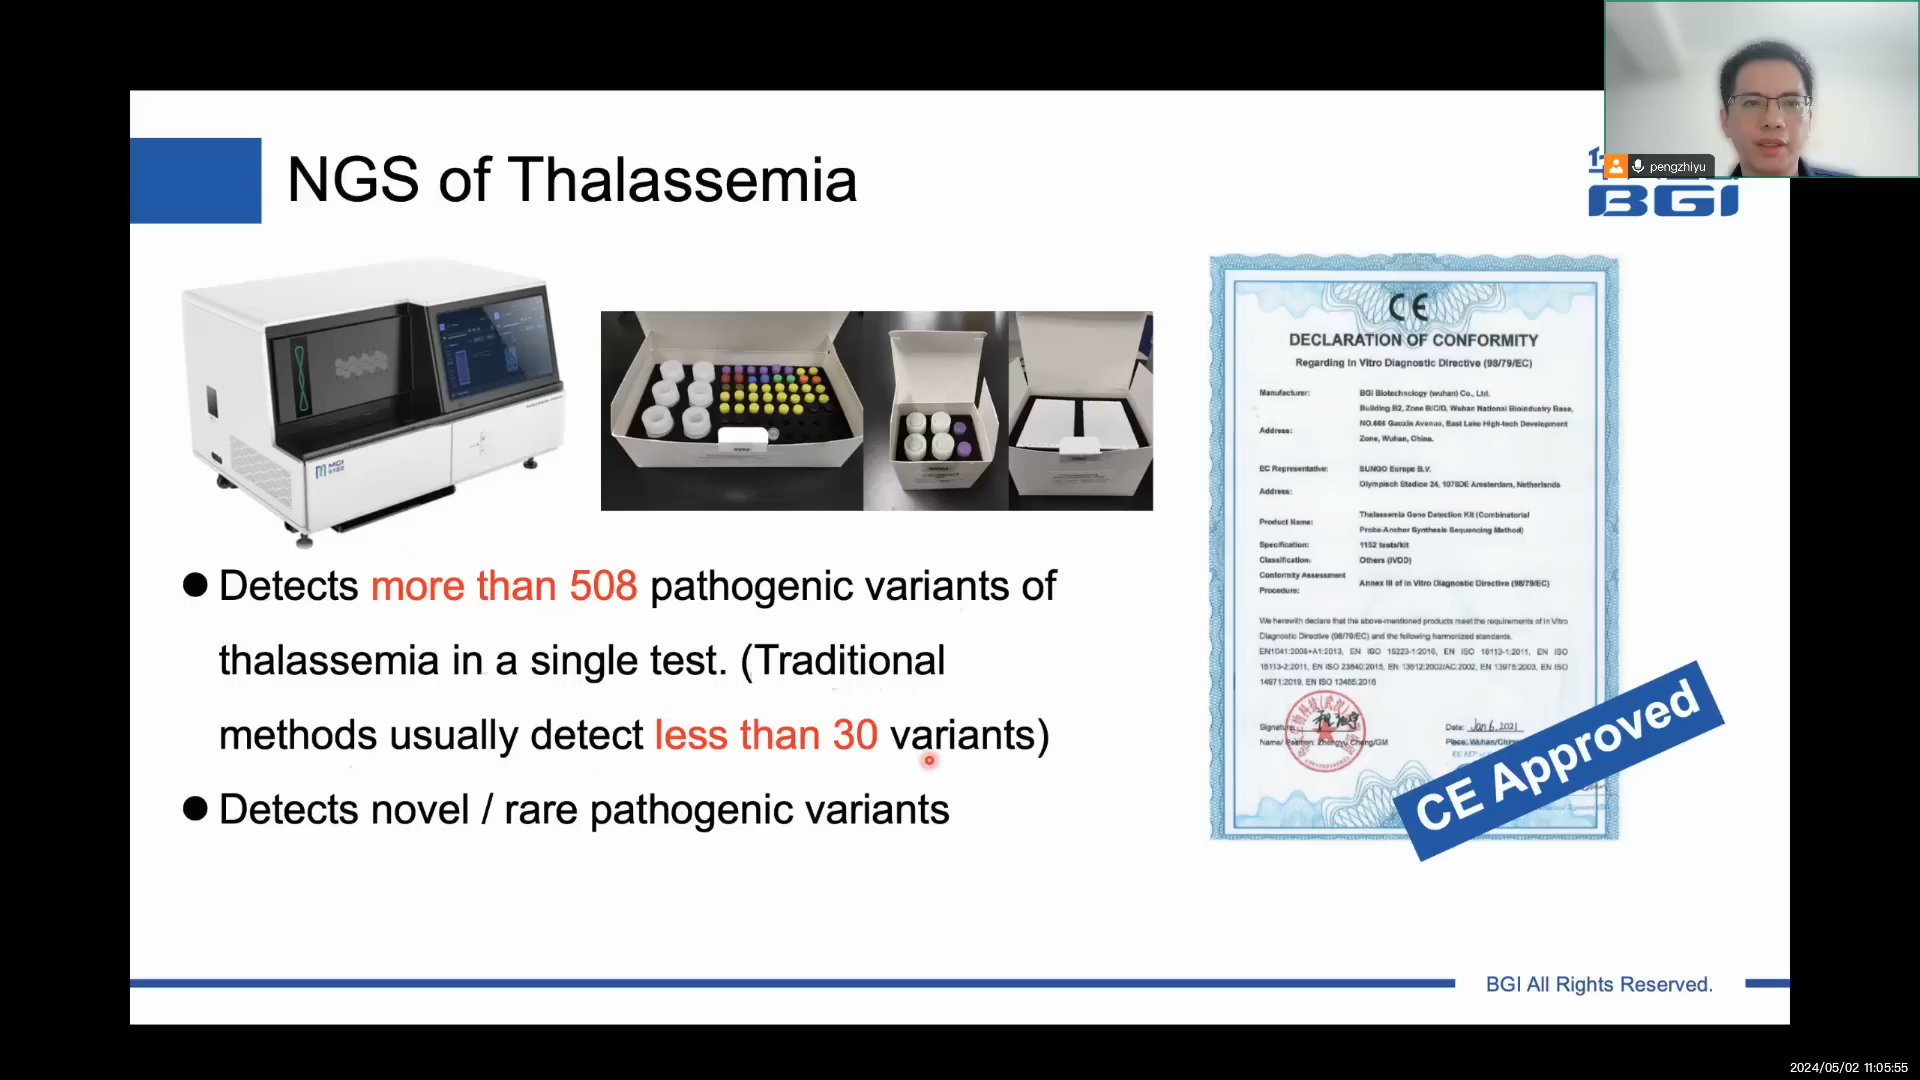 NGS of Thalassemia
pengzhiyu
BGI
MGI
CE
DECLARATION OF CONFORMITY
Regarding In Vitro Diagnostic Directive (98/79/EC)
Manufacturer: BGI Biotechnology (wuhan) Co., Ltd.
Address: Building B2, Zone B/C/D, Wuhan National Bioindustry Base,
NO.666 Gaoxin Avenue, East Lake High-tech Development
Zone, Wuhan, China.
EC Representative: SUNGO Europe B.V.
Address: Olympisch Stadion 24, 1076DE Amsterdam, Netherlands
Product Name: Thalassemia Gene Detection Kit (Combinatorial
Probe-Anchor Synthesis Sequencing Method)
Specification: 1152 tests/kit
Classification: Others (IVDD)
Conformity Assessment
Procedure: Annex III of In Vitro Diagnostic Directive (98/79/EC)
We herewith declare that the above-mentioned products meet the requirements of In Vitro
Diagnostic Directive (98/79/EC) and the following harmonized standards.
EN1041:2008+A1:2013, EN ISO 15223-1:2016, EN ISO 18113-1:2011, EN ISO
18113-2:2011, EN ISO 23640:2015, EN 13612:2002/AC:2002, EN 13975:2003, EN ISO
14971:2019, EN ISO 13485:2016
Signature
Date: Jan 6. 2021
Name/ Position: Zhongyu Cheng/GM
Place: Wuhan/China
CE Approved
● Detects more than 508 pathogenic variants of
thalassemia in a single test. (Traditional
methods usually detect less than 30 variants)
● Detects novel / rare pathogenic variants
BGI All Rights Reserved.
2024/05/02 11:05:55